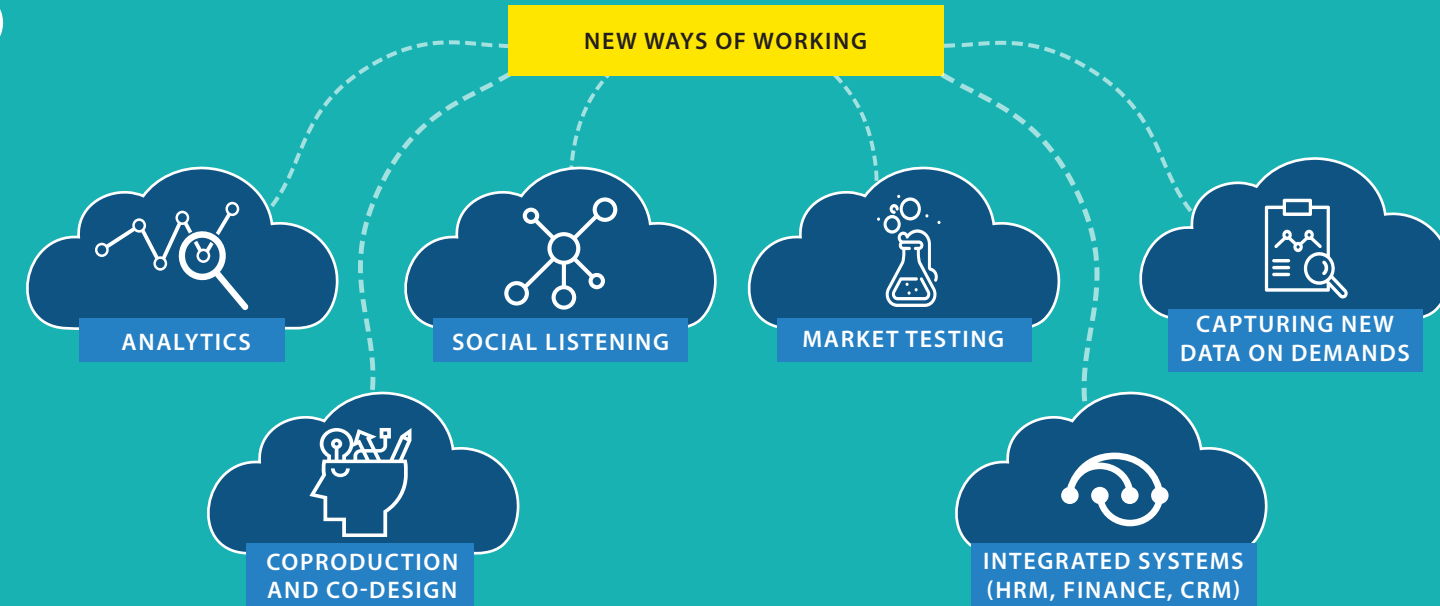 NEW WAYS OF WORKING
ANALYTICS
SOCIAL LISTENING
MARKET TESTING
CAPTURING NEW
DATA ON DEMANDS
COPRODUCTION
AND CO-DESIGN
INTEGRATED SYSTEMS
(HRM, FINANCE, CRM)